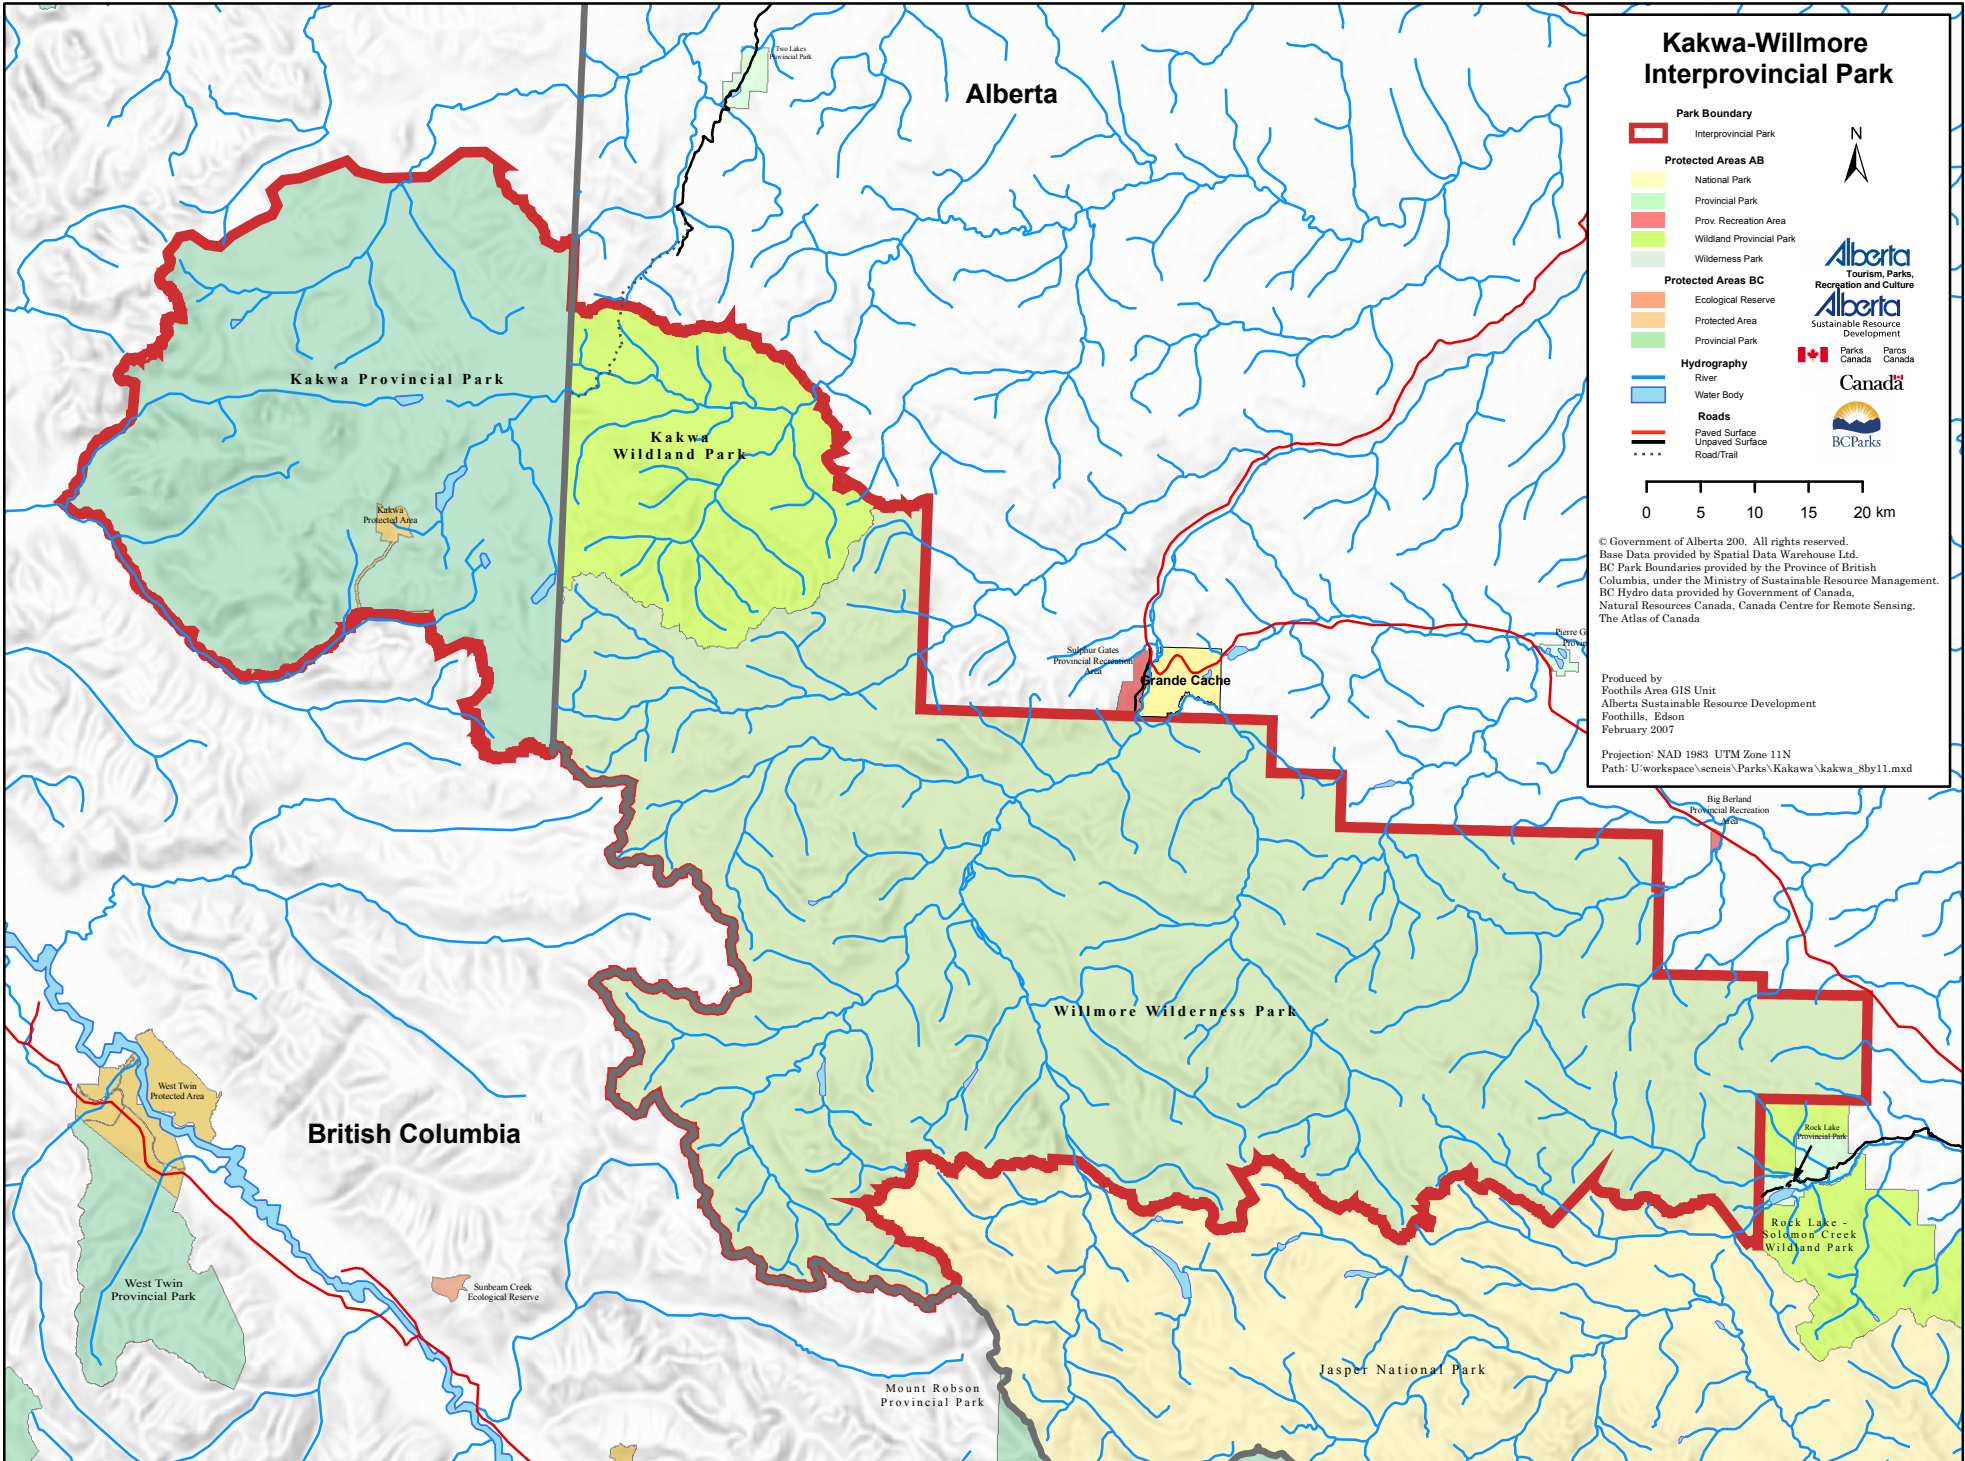 Kakwa-Willmore
Interprovincial Park
Park Boundary
Interprovincial Park
N
Protected Areas AB
National Park
Provincial Park
Prov. Recreation Area
Wildland Provincial Park
Wilderness Park
Protected Areas BC
Ecological Reserve
Protected Area
Provincial Park
Hydrography
River
Water Body
Roads
Paved Surface
Unpaved Surface
Road/Trail
Alberta
Tourism, Parks,
Recreation and Culture
Alberta
Sustainable Resource
Development
Parks Parcs
Canada Canada
Canada
BCParks
0 5 10 15 20 km
© Government of Alberta 200. All rights reserved.
Base Data provided by Spatial Data Warehouse Ltd.
BC Park Boundaries provided by the Province of British
Columbia, under the Ministry of Sustainable Resource Management.
BC Hydro data provided by Government of Canada,
Natural Resources Canada, Canada Centre for Remote Sensing,
The Atlas of Canada
Produced by
Foothils Area GIS Unit
Alberta Sustainable Resource Development
Foothills, Edson
February 2007
Projection: NAD 1983 UTM Zone 11N
Path: U:workspace\scneis\Parks\Kakawa\kakwa_8by11.mxd
Two Lakes
Provincial Park
Alberta
Kakwa Provincial Park
Kakwa
Wildland Park
Kakwa
Protected Area
Sulphur Gates
Provincial Recreation
Area
Grande Cache
Pierre G
Provin
Big Berland
Provincial Recreation
Area
Willmore Wilderness Park
West Twin
Protected Area
British Columbia
Rock Lake
Provincial Park
Rock Lake -
Solomon Creek
Wildland Park
West Twin
Provincial Park
Sunbeam Creek
Ecological Reserve
Jasper National Park
Mount Robson
Provincial Park